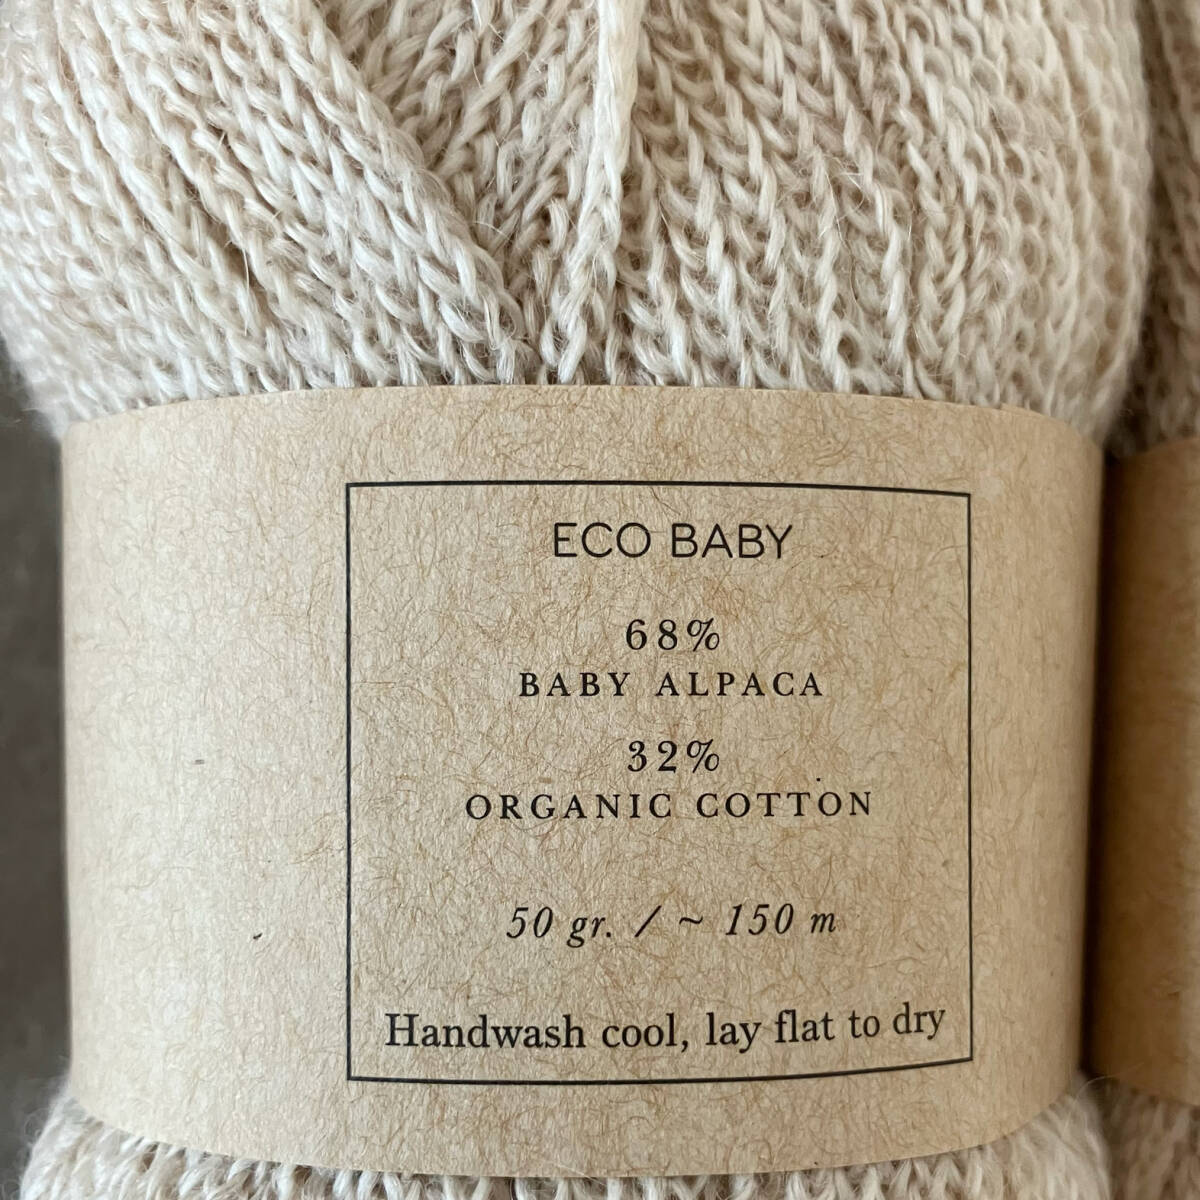 ECO BABY
68%
BABY ALPACA
32%
ORGANIC COTTON
50 gr. / ~ 150 m
Handwash cool, lay flat to dry